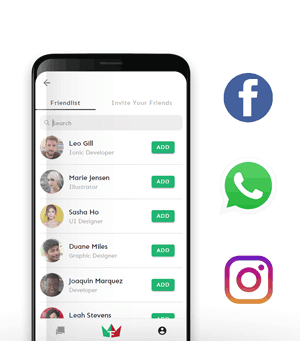 Friendlist
Invite Your Friends
Search
Leo Gill
Ionic Developer
ADD
Marie Jensen
Illustrator
ADD
Sasha Ho
UI Designer
ADD
Duane Miles
Graphic Designer
ADD
Joaquin Marquez
Developer
ADD
Leah Stevens
ADD